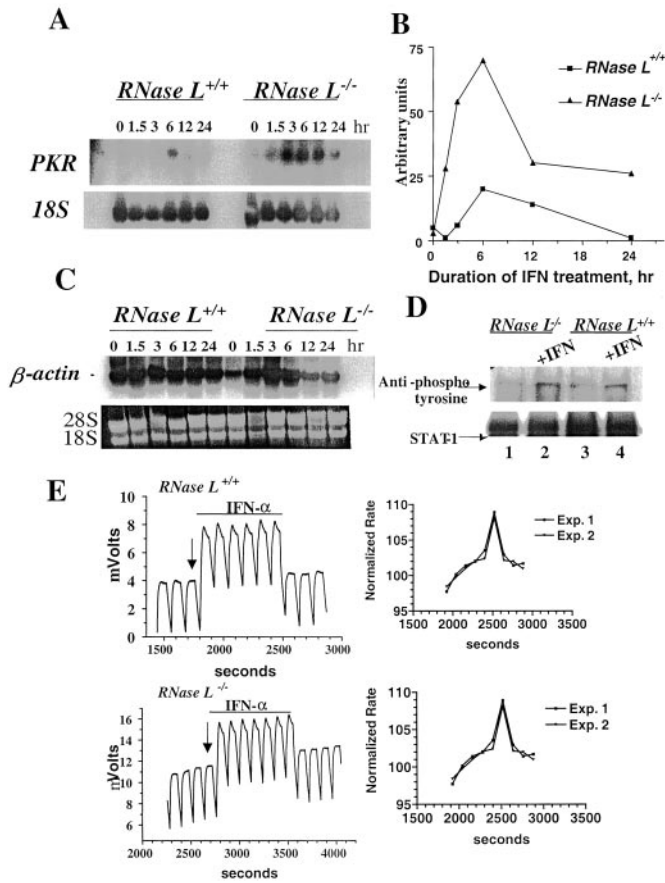 A
RNase L+/+ RNase L-/-
0 1.5 3 6 12 24 0 1.5 3 6 12 24 hr
PKR
18S
B
75
50
25
0
Arbitrary units
RNase L+/+
RNase L-/-
0 6 12 18 24
Duration of IFN treatment, hr
C
RNase L+/+ RNase L-/-
0 1.5 3 6 12 24 0 1.5 3 6 12 24 hr
β-actin -
28S
18S
D
RNase L-/- RNase L+/+
+IFN +IFN
Anti-phospho
tyrosine
STAT-1
1 2 3 4
E
RNase L+/+
IFN-α
10
8
6
4
2
0
mVolts
1500 2000 2500 3000
seconds
110
105
100
95
Normalized Rate
Exp. 1
Exp. 2
1500 2000 2500 3000 3500
seconds
RNase L-/-
IFN-α
16
14
12
10
8
6
mVolts
2000 2500 3000 3500 4000
seconds
110
105
100
95
Normalized Rate
Exp. 1
Exp. 2
1500 2000 2500 3000 3500
seconds